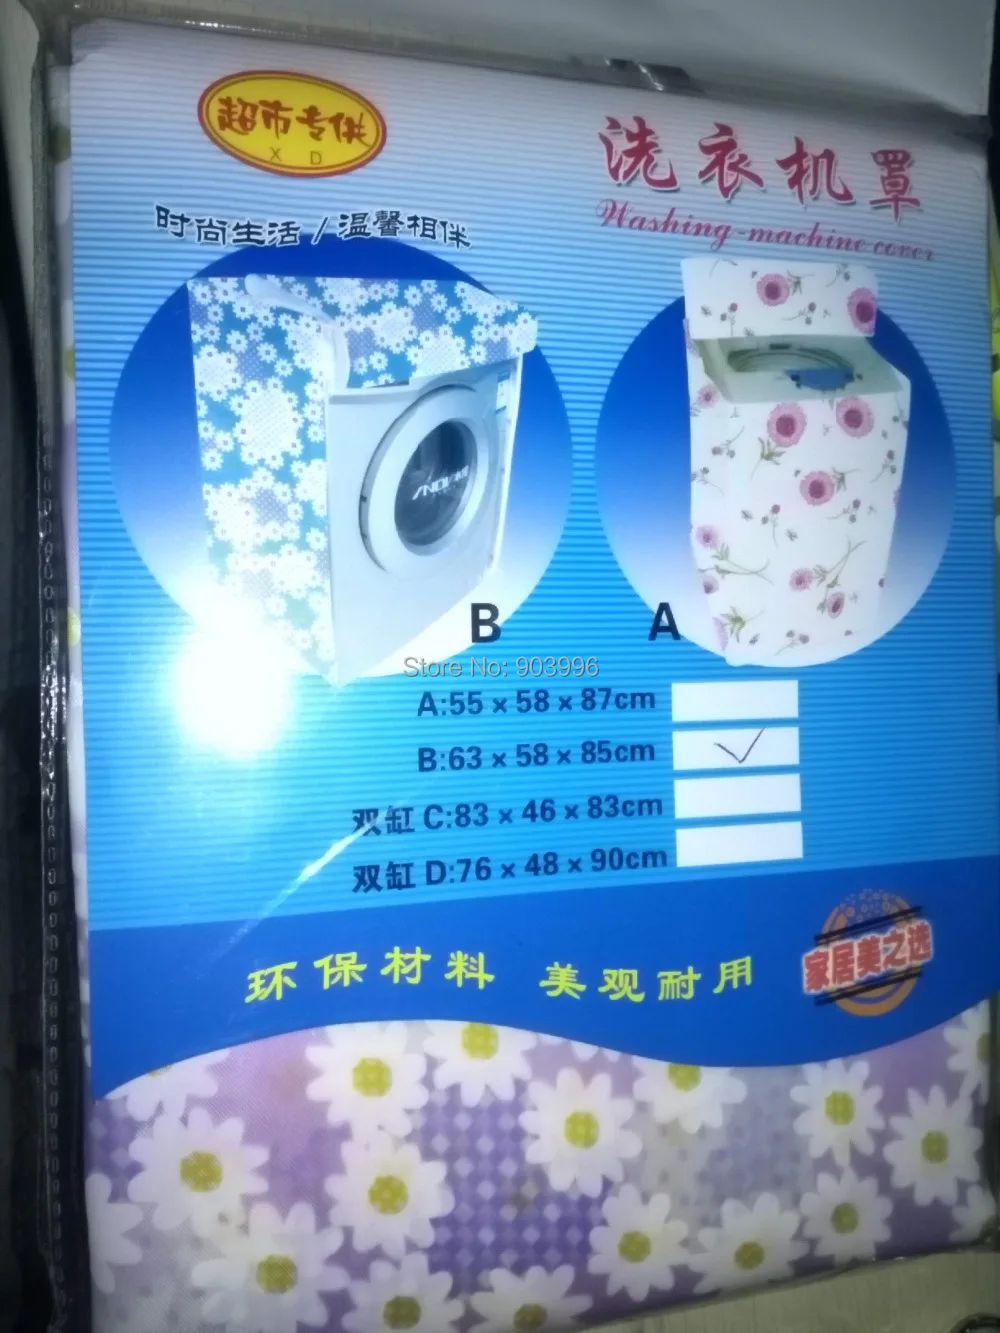 超市专供
X D
洗衣机罩
Washing-machine cover
时尚生活 / 温馨相伴
B
A
Store No: 903996
A:55 × 58 × 87cm
B:63 × 58 × 85cm
双缸 C:83 × 46 × 83cm
双缸 D:76 × 48 × 90cm
环保材料 美观耐用
家居美之选